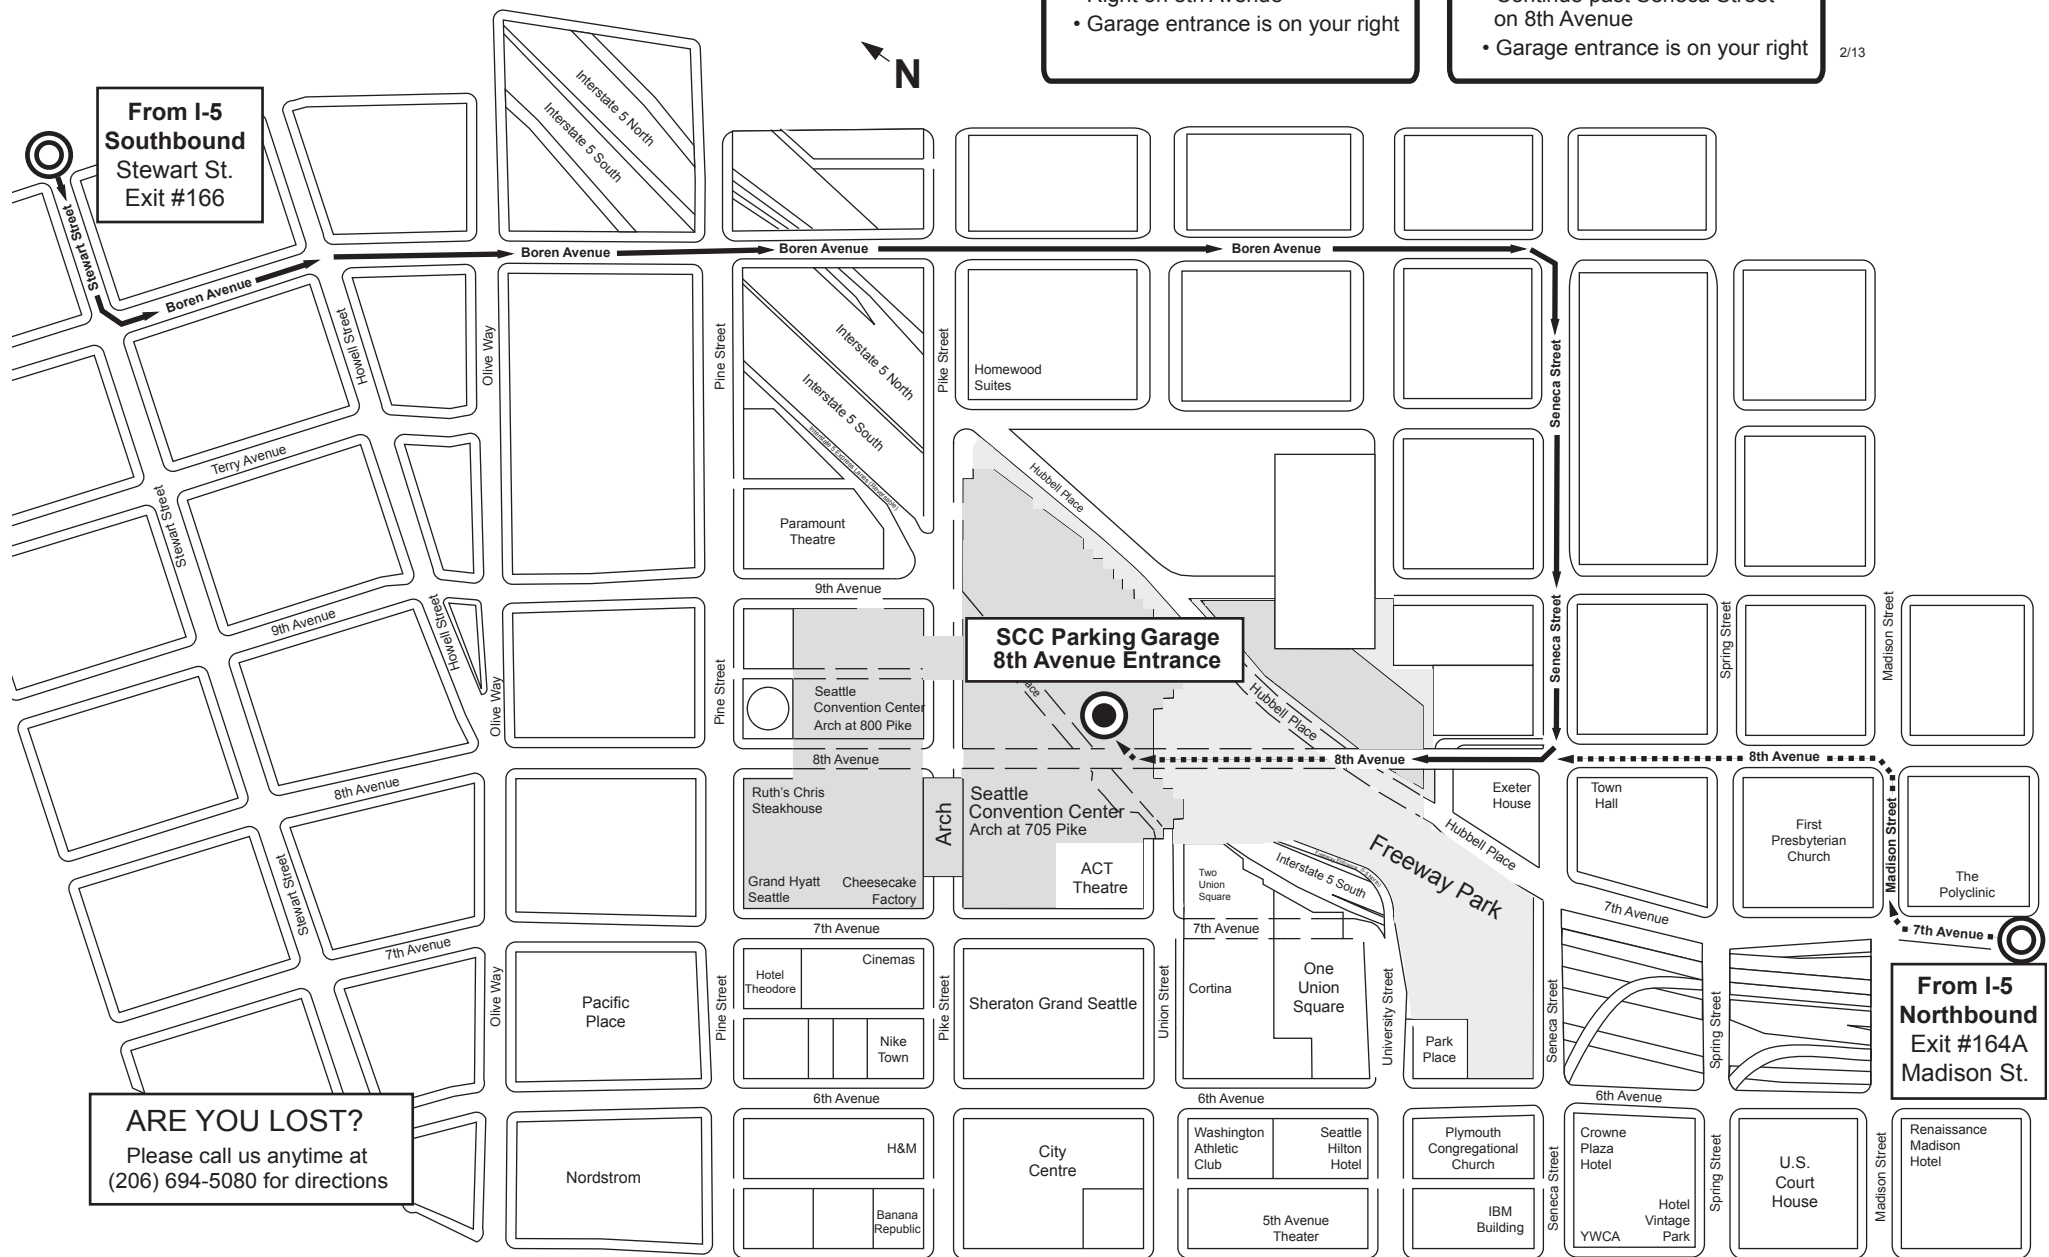 • Garage entrance is on your right
on 8th Avenue
• Garage entrance is on your right
2/13
N
From I-5
Southbound
Stewart St.
Exit #166
Interstate 5 North
Interstate 5 South
Stewart Street
Boren Avenue
Boren Avenue
Boren Avenue
Boren Avenue
Howell Street
Olive Way
Pine Street
Interstate 5 North
Interstate 5 South
Interstate 5 Express Lanes (Reversable)
Pike Street
Homewood
Suites
Seneca Street
Terry Avenue
Stewart Street
Hubbell Place
Paramount
Theatre
9th Avenue
9th Avenue
Howell Street
Olive Way
Pine Street
SCC Parking Garage
8th Avenue Entrance
Seneca Street
Spring Street
Madison Street
Seattle
Convention Center
Arch at 800 Pike
Hubbell Place
8th Avenue
8th Avenue
8th Avenue
8th Avenue
Ruth's Chris
Steakhouse
Grand Hyatt
Seattle
Cheesecake
Factory
Arch
Seattle
Convention Center
Arch at 705 Pike
ACT
Theatre
Two
Union
Square
Interstate 5 South
Freeway Park
Hubbell Place
Exeter
House
Town
Hall
First
Presbyterian
Church
Madison Street
The
Polyclinic
Stewart Street
7th Avenue
7th Avenue
7th Avenue
7th Avenue
7th Avenue
Olive Way
Pacific
Place
Pine Street
Hotel
Theodore
Cinemas
Nike
Town
Pike Street
Sheraton Grand Seattle
Union Street
Cortina
One
Union
Square
University Street
Park
Place
Seneca Street
Spring Street
From I-5
Northbound
Exit #164A
Madison St.
6th Avenue
6th Avenue
6th Avenue
ARE YOU LOST?
Please call us anytime at
(206) 694-5080 for directions
Nordstrom
H&M
Banana
Republic
City
Centre
Washington
Athletic
Club
Seattle
Hilton
Hotel
5th Avenue
Theater
Plymouth
Congregational
Church
IBM
Building
Seneca Street
Crowne
Plaza
Hotel
YWCA
Hotel
Vintage
Park
Spring Street
U.S.
Court
House
Madison Street
Renaissance
Madison
Hotel